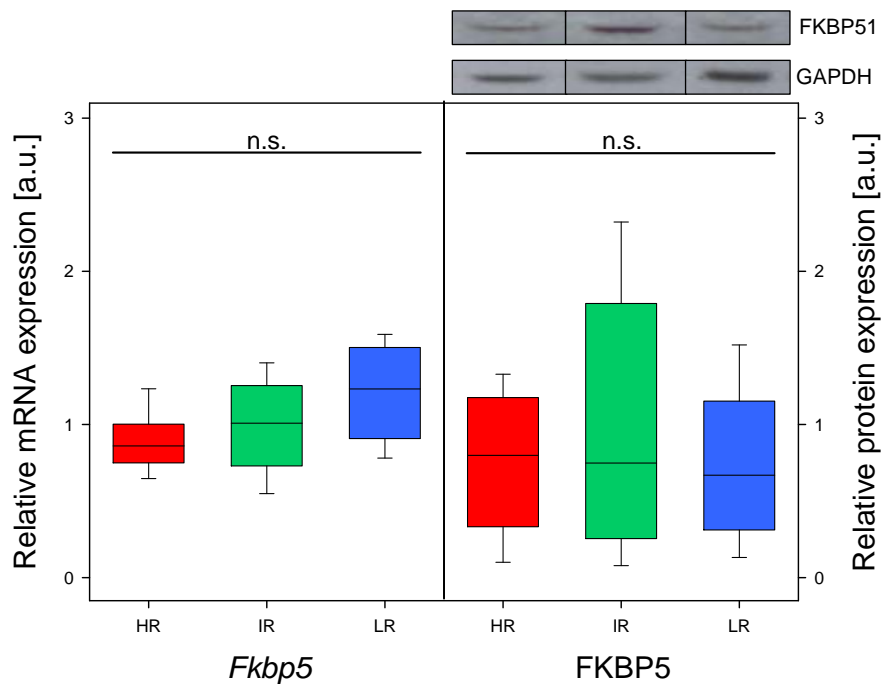 FKBP51
GAPDH
Relative mRNA expression [a.u.]
3
2
1
0
n.s.
n.s.
3
2
1
0
Relative protein expression [a.u.]
HR
IR
LR
HR
IR
LR
Fkbp5
FKBP5